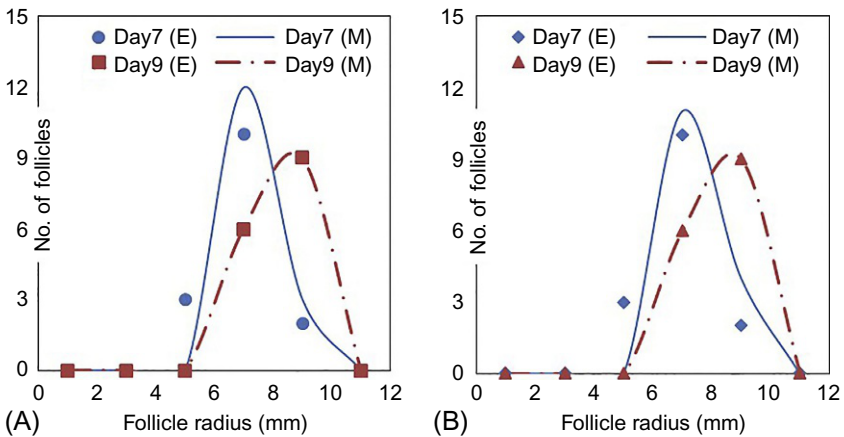 15
Day7 (E) Day7 (M)
Day9 (E) Day9 (M)
12
9
6
3
0
No. of follicles
0 2 4 6 8 10 12
(A) Follicle radius (mm)
15
Day7 (E) Day7 (M)
Day9 (E) Day9 (M)
12
9
6
3
0
No. of follicles
0 2 4 6 8 10 12
(B) Follicle radius (mm)